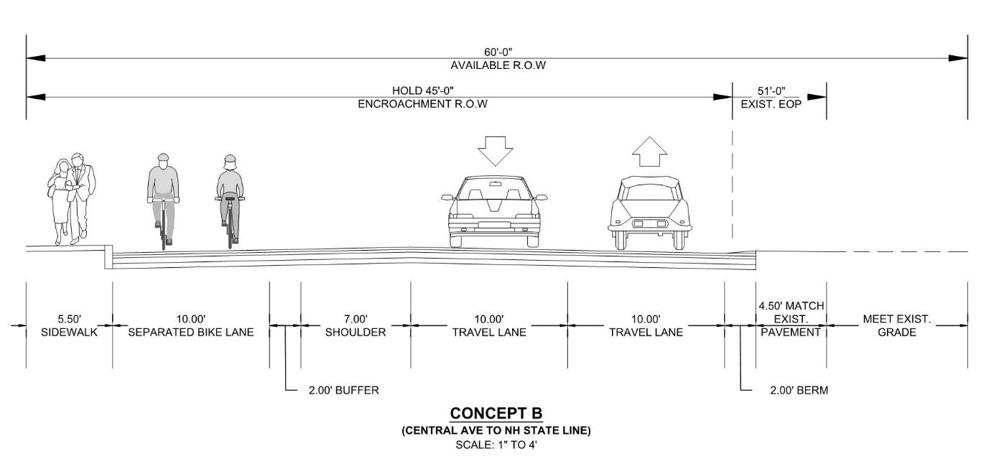 60'-0"
AVAILABLE R.O.W
HOLD 45'-0"
ENCROACHMENT R.O.W
51'-0"
EXIST. EOP
5.50'
SIDEWALK
10.00'
SEPARATED BIKE LANE
7.00'
SHOULDER
10.00'
TRAVEL LANE
10.00'
TRAVEL LANE
4.50' MATCH
EXIST.
PAVEMENT
MEET EXIST.
GRADE
2.00' BUFFER
2.00' BERM
CONCEPT B
(CENTRAL AVE TO NH STATE LINE)
SCALE: 1" TO 4'